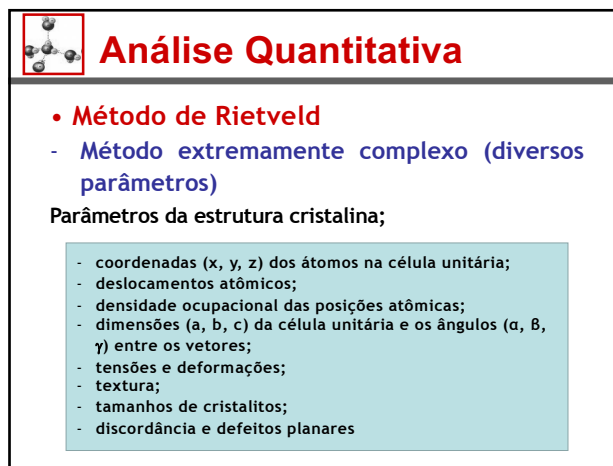 Análise Quantitativa
• Método de Rietveld
- Método extremamente complexo (diversos
parâmetros)
Parâmetros da estrutura cristalina;
- coordenadas (x, y, z) dos átomos na célula unitária;
- deslocamentos atômicos;
- densidade ocupacional das posições atômicas;
- dimensões (a, b, c) da célula unitária e os ângulos (α, ß,
γ) entre os vetores;
- tensões e deformações;
- textura;
- tamanhos de cristalitos;
- discordância e defeitos planares